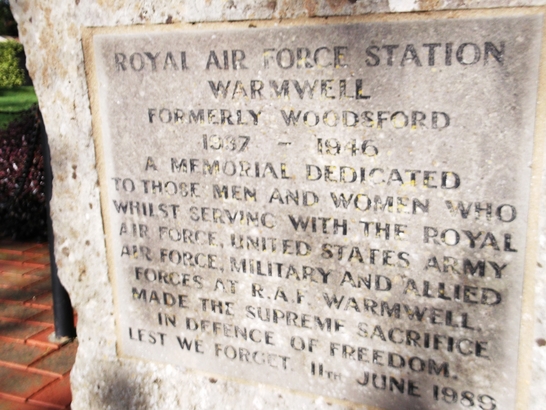 ROYAL AIR FORCE STATION
WARMWELL
FORMERLY WOODSFORD
1937 - 1946
A MEMORIAL DEDICATED
TO THOSE MEN AND WOMEN WHO
WHILST SERVING WITH THE ROYAL
AIR FORCE, UNITED STATES ARMY
AIR FORCE, MILITARY AND ALLIED
FORCES AT R.A.F. WARMWELL
MADE THE SUPREME SACRIFICE
IN DEFENCE OF FREEDOM.
LEST WE FORGET. 11TH JUNE 1989